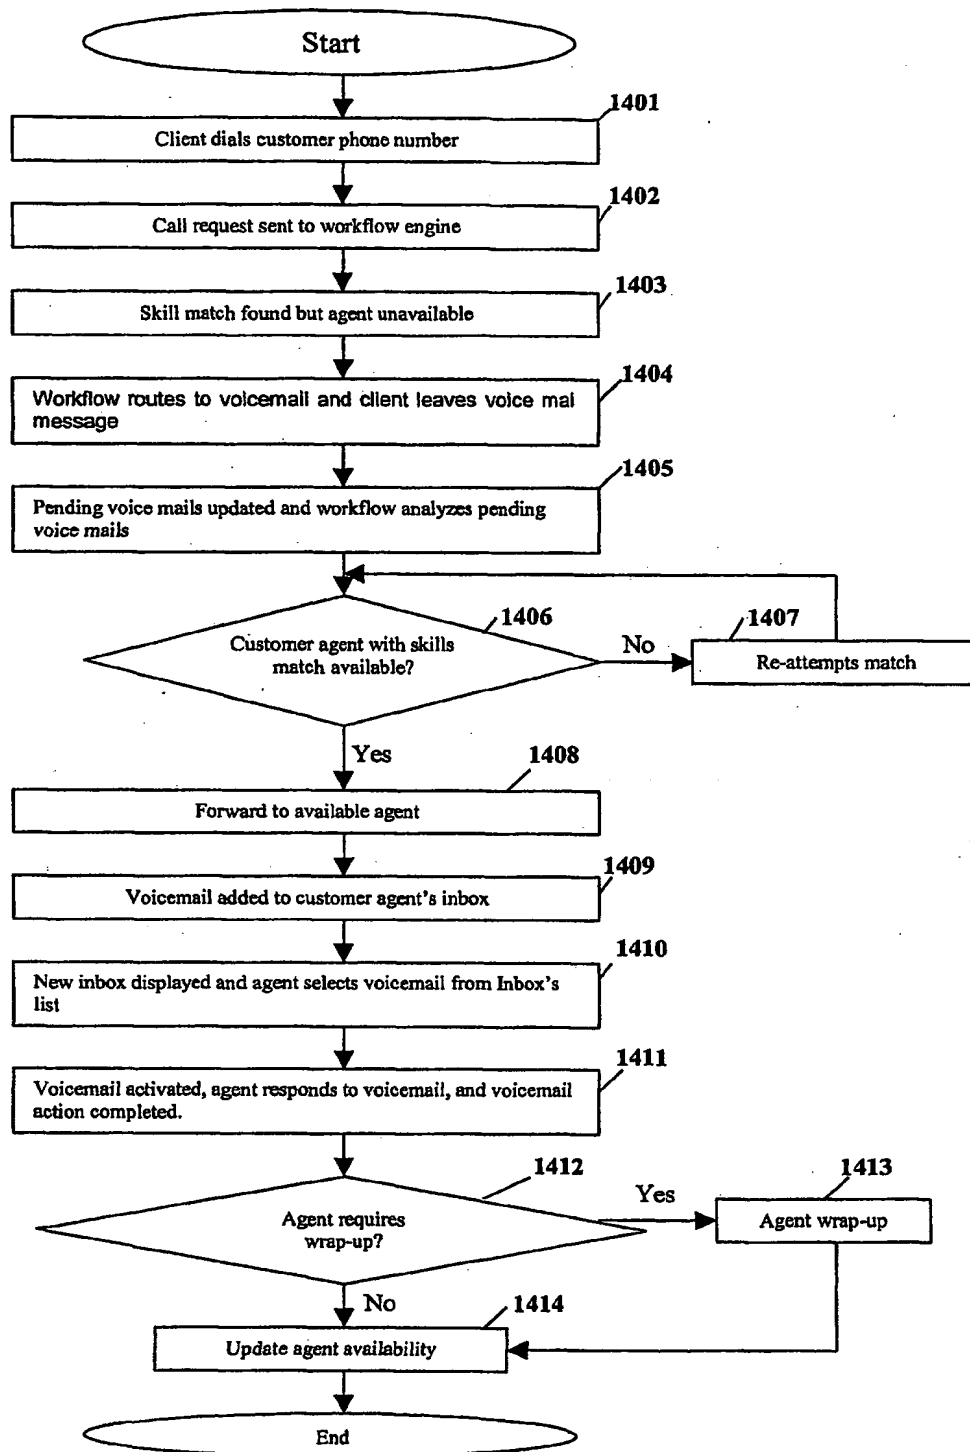 Start
1401
Client dials customer phone number
1402
Call request sent to workflow engine
1403
Skill match found but agent unavailable
1404
Workflow routes to voicemail and client leaves voice mal
message
1405
Pending voice mails updated and workflow analyzes pending
voice mails
1406
Customer agent with skills
match available?
No
1407
Re-attempts match
Yes
1408
Forward to available agent
1409
Voicemail added to customer agent's inbox
1410
New inbox displayed and agent selects voicemail from Inbox's
list
1411
Voicemail activated, agent responds to voicemail, and voicemail
action completed.
1412
Agent requires
wrap-up?
Yes
1413
Agent wrap-up
No
1414
Update agent availability
End